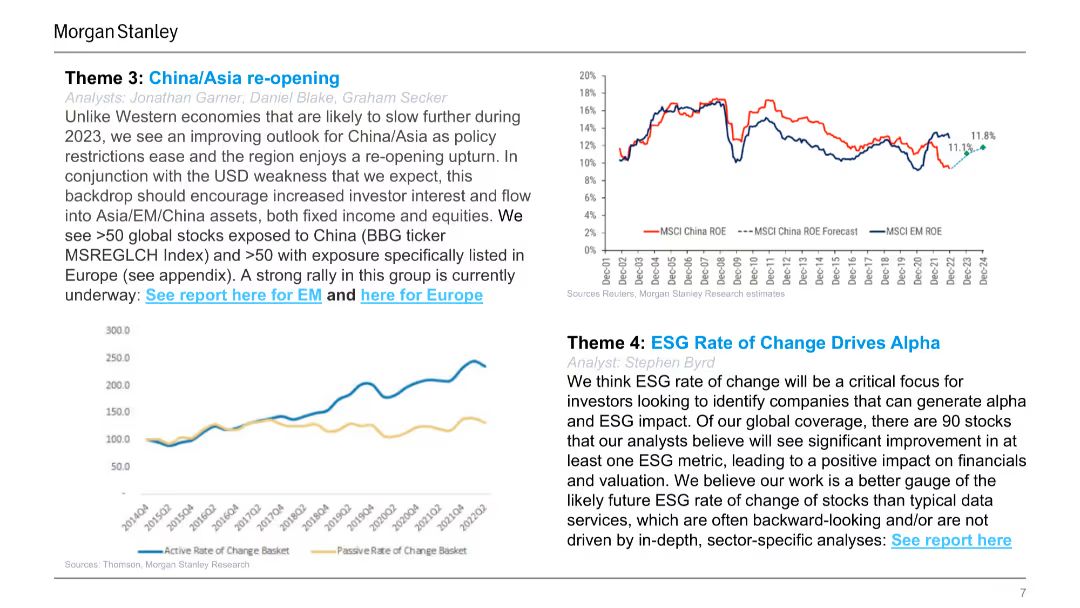 Morgan Stanley
Theme 3: China/Asia re-opening
Analysts: Jonathan Garner, Daniel Blake, Graham Secker
Unlike Western economies that are likely to slow further during
2023, we see an improving outlook for China/Asia as policy
restrictions ease and the region enjoys a re-opening upturn. In
conjunction with the USD weakness that we expect, this
backdrop should encourage increased investor interest and flow
into Asia/EM/China assets, both fixed income and equities. We
see >50 global stocks exposed to China (BBG ticker
MSREGLCH Index) and >50 with exposure specifically listed in
Europe (see appendix). A strong rally in this group is currently
underway: See report here for EM and here for Europe
20%
18%
16%
14%
12%
10%
8%
6%
4%
2%
0%
11.1%
11.8%
MSCI China ROE
MSCI China ROE Forecast
MSCI EM ROE
Dec-01
Dec-02
Dec-03
Dec-04
Dec-05
Dec-06
Dec-07
Dec-08
Dec-09
Dec-10
Dec-11
Dec-12
Dec-13
Dec-14
Dec-15
Dec-16
Dec-17
Dec-18
Dec-19
Dec-20
Dec-21
Dec-22
Dec-23
Dec-24
Sources Reuters, Morgan Stanley Research estimates
300.0
250.0
200.0
150.0
100.0
50.0
-
2014Q4
2015Q2
2015Q4
2016Q2
2016Q4
2017Q2
2017Q4
2018Q2
2018Q4
2019Q2
2019Q4
2020Q2
2020Q4
2021Q2
2021Q4
2022Q2
Active Rate of Change Basket
Passive Rate of Change Basket
Sources: Thomson, Morgan Stanley Research
Theme 4: ESG Rate of Change Drives Alpha
Analyst: Stephen Byrd
We think ESG rate of change will be a critical focus for
investors looking to identify companies that can generate alpha
and ESG impact. Of our global coverage, there are 90 stocks
that our analysts believe will see significant improvement in at
least one ESG metric, leading to a positive impact on financials
and valuation. We believe our work is a better gauge of the
likely future ESG rate of change of stocks than typical data
services, which are often backward-looking and/or are not
driven by in-depth, sector-specific analyses: See report here
7